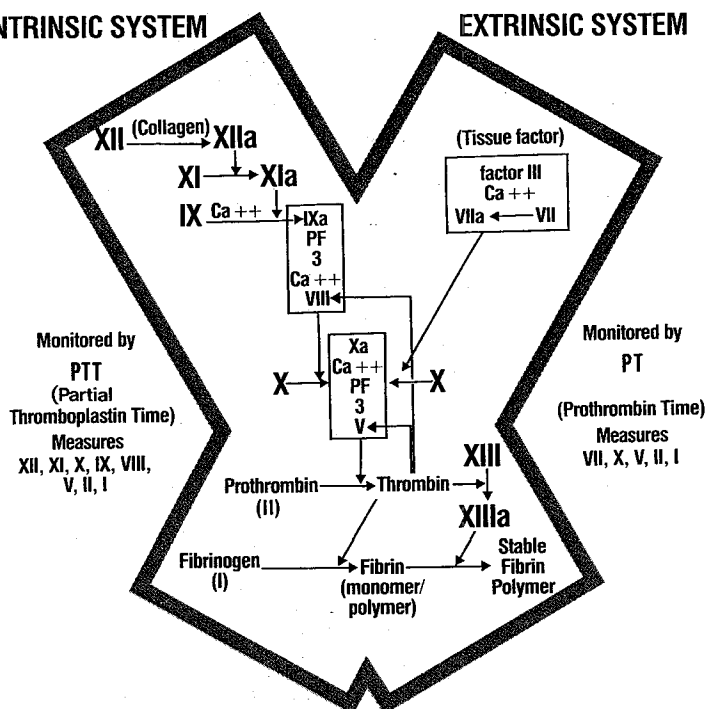 NTRINSIC SYSTEM
EXTRINSIC SYSTEM
XII (Collagen) XIIa
XI XIa
IX Ca ++ IXa
PF
3
Ca ++
VIII
(Tissue factor)
factor III
Ca ++
VIIa VII
Monitored by
PTT
(Partial
Thromboplastin Time)
Measures
XII, XI, X, IX, VIII,
V, II, I
X
Xa
Ca ++
PF
3
V
X
Monitored by
PT
(Prothrombin Time)
Measures
VII, X, V, II, I
Prothrombin
(II)
Thrombin
XIII
XIIIa
Fibrinogen
(I)
Fibrin
(monomer/
polymer)
Stable
Fibrin
Polymer